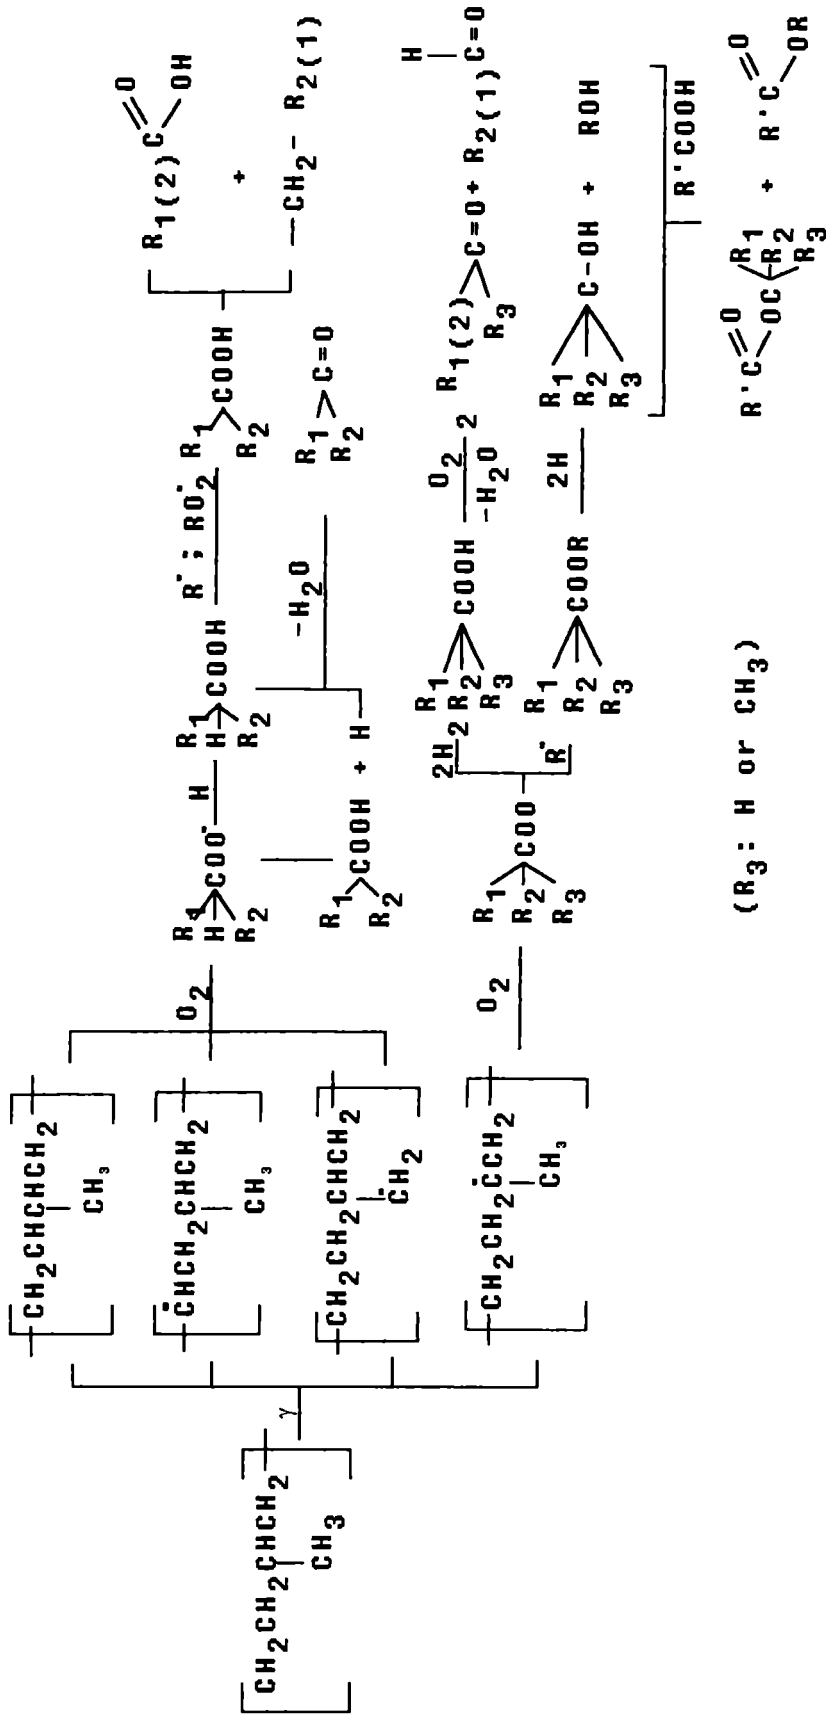 [CH2CH2CHCH2]
CH3
γ
[CH2CHCHCH2]
CH3
[ĊHCH2CHCH2]
CH3
[CH2CH2CHCH2]
ĊH2
[CH2CH2ĊCH2]
CH3
O2
R1
H COO·
R2
H
R1
H COOH
R2
R·; RO2·
R1
COOH
R2
R1(2) C O
OH
+
CH2- R2(1)
R1
COOH + H
R2
-H2O
R1
C=O
R2
O2
R1
R2 COO
R3
2H2
R1
R2 COOH
R3
O2 2
-H2O
R1(2)
C=O+ R2(1) C=O
R3
H
R·
R1
R2 COOR
R3
2H
R1
R2 C-OH + ROH
R3
R'COOH
R'C O
OC R1
R2
R3
+ R'C O
OR
(R3: H or CH3)